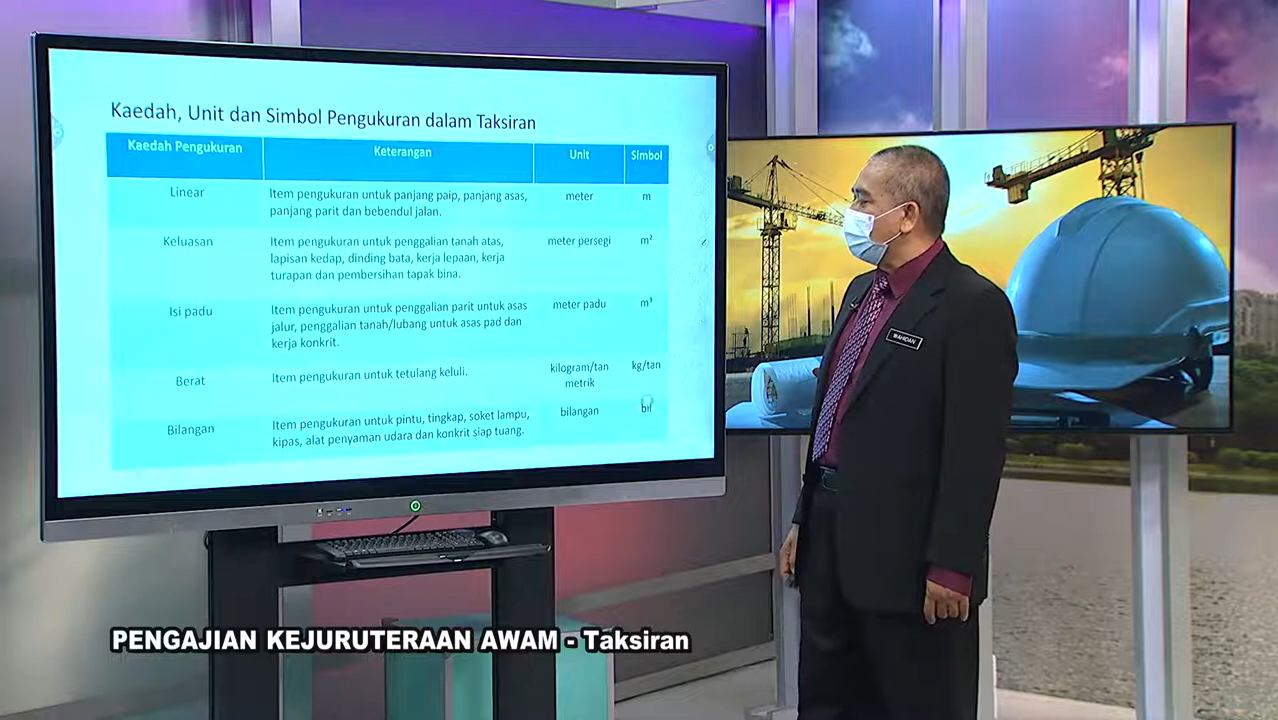 Kaedah, Unit dan Simbol Pengukuran dalam Taksiran
Kaedah Pengukuran Keterangan Unit Simbol
Linear Item pengukuran untuk panjang paip, panjang asas, meter m
panjang parit dan bebendul jalan.
Keluasan Item pengukuran untuk penggalian tanah atas, meter persegi m²
lapisan kedap, dinding bata, kerja lepaan, kerja
turapan dan pembersihan tapak bina.
Isi padu Item pengukuran untuk penggalian parit untuk asas meter padu m³
jalur, penggalian tanah/lubang untuk asas pad dan
kerja konkrit.
Berat Item pengukuran untuk tetulang keluli. kilogram/tan kg/tan
metrik
Bilangan Item pengukuran untuk pintu, tingkap, soket lampu, bilangan bil
kipas, alat penyaman udara dan konkrit siap tuang.
WAHIDAN
PENGAJIAN KEJURUTERAAN AWAM - Taksiran